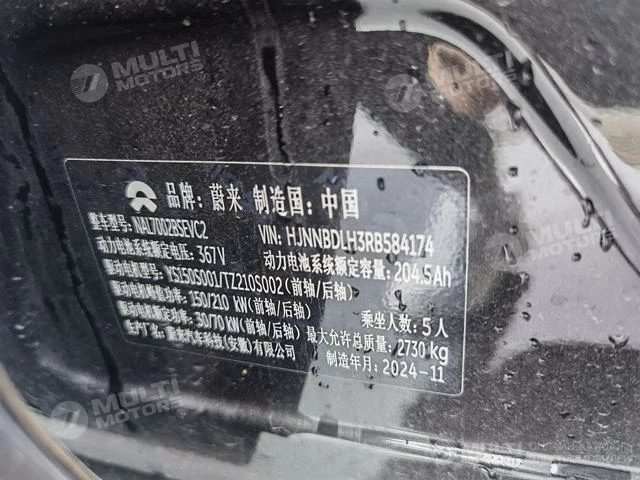 MULTI
MOTORS
MULTI
MOTORS
品牌: 蔚来 制造国: 中国
整车型号: NAL7002BSEVC2 VIN: HJNNBDLH3RB584174
动力电池系统额定电压: 367V 动力电池系统额定容量: 204.5Ah
驱动电机型号: YS150S001/TZ210S002(前轴/后轴)
驱动电机峰值功率: 150/210 kW(前轴/后轴) 乘坐人数: 5人
驱动电机额定功率: 30/70 kW(前轴/后轴) 最大允许总质量: 2730 kg
生产厂名: 蔚来汽车科技(安徽)有限公司 制造年月: 2024-11
MULTI
MOTORS
MULTI
MOTORS